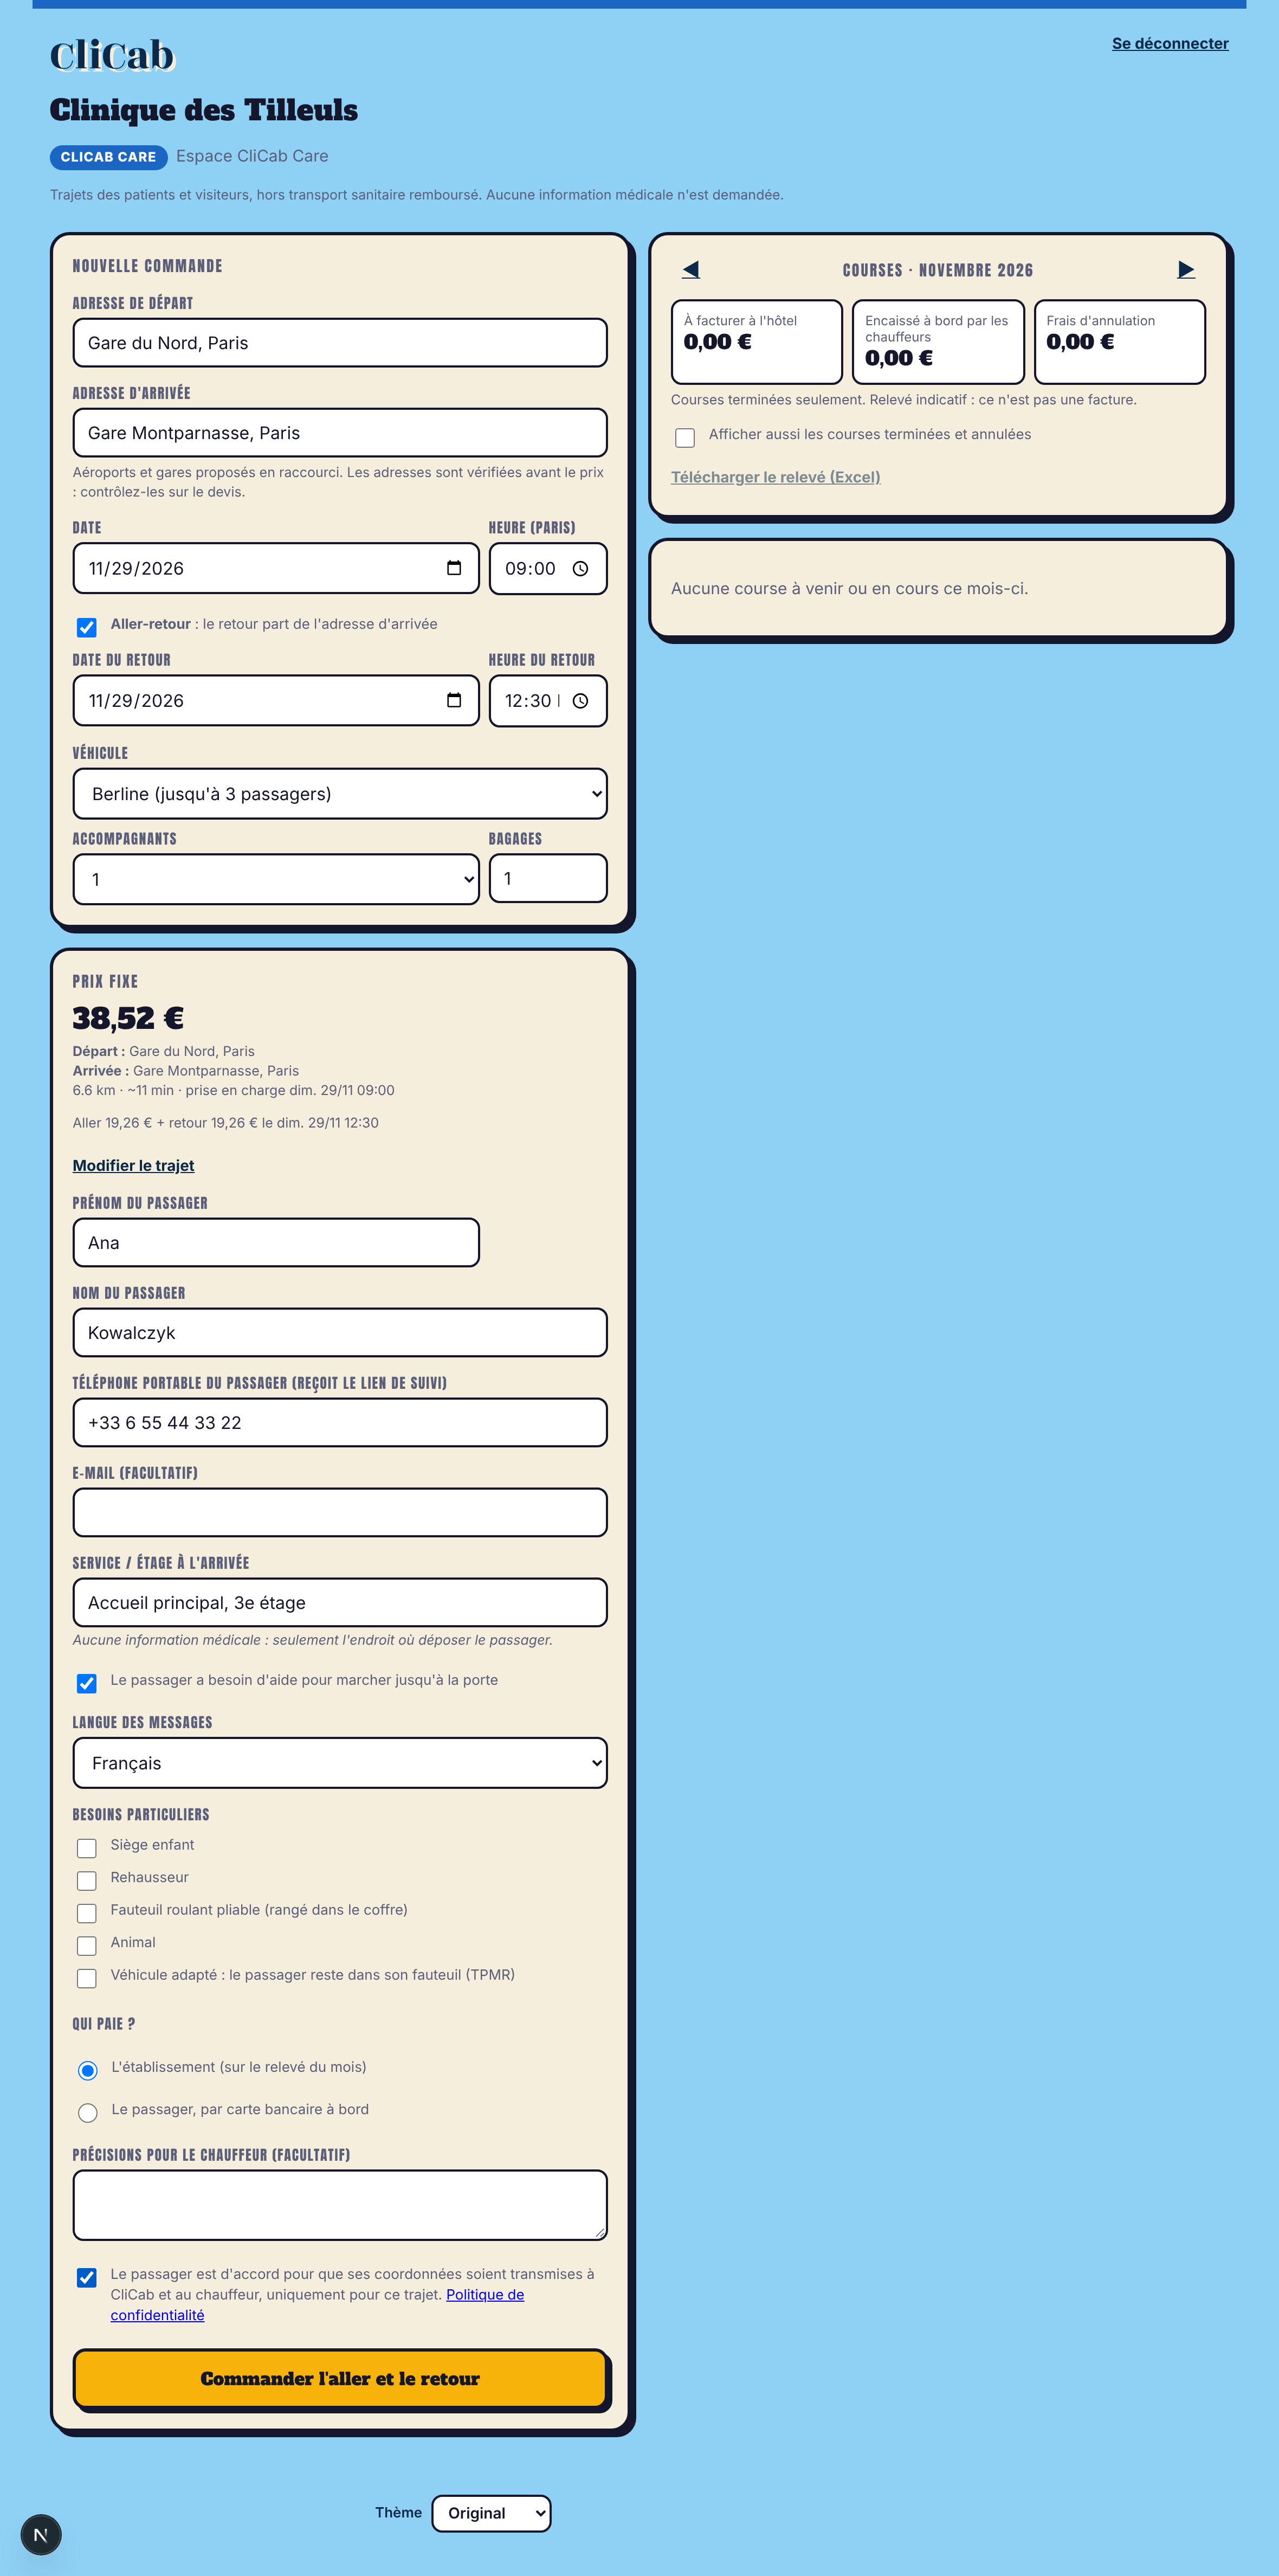 CliCab
Se déconnecter
Clinique des Tilleuls
CLICAB CARE Espace CliCab Care
Trajets des patients et visiteurs, hors transport sanitaire remboursé. Aucune information médicale n'est demandée.
NOUVELLE COMMANDE
ADRESSE DE DÉPART
Gare du Nord, Paris
ADRESSE D'ARRIVÉE
Gare Montparnasse, Paris
Aéroports et gares proposés en raccourci. Les adresses sont vérifiées avant le prix
: contrôlez-les sur le devis.
DATE HEURE (PARIS)
11/29/2026 09:00
Aller-retour : le retour part de l'adresse d'arrivée
DATE DU RETOUR HEURE DU RETOUR
11/29/2026 12:30
VÉHICULE
Berline (jusqu'à 3 passagers)
ACCOMPAGNANTS BAGAGES
1 1
PRIX FIXE
38,52 €
Départ : Gare du Nord, Paris
Arrivée : Gare Montparnasse, Paris
6.6 km · ~11 min · prise en charge dim. 29/11 09:00
Aller 19,26 € + retour 19,26 € le dim. 29/11 12:30
Modifier le trajet
PRÉNOM DU PASSAGER
Ana
NOM DU PASSAGER
Kowalczyk
TÉLÉPHONE PORTABLE DU PASSAGER (REÇOIT LE LIEN DE SUIVI)
+33 6 55 44 33 22
E-MAIL (FACULTATIF)
SERVICE / ÉTAGE À L'ARRIVÉE
Accueil principal, 3e étage
Aucune information médicale : seulement l'endroit où déposer le passager.
Le passager a besoin d'aide pour marcher jusqu'à la porte
LANGUE DES MESSAGES
Français
BESOINS PARTICULIERS
Siège enfant
Rehausseur
Fauteuil roulant pliable (rangé dans le coffre)
Animal
Véhicule adapté : le passager reste dans son fauteuil (TPMR)
QUI PAIE ?
L'établissement (sur le relevé du mois)
Le passager, par carte bancaire à bord
PRÉCISIONS POUR LE CHAUFFEUR (FACULTATIF)
Le passager est d'accord pour que ses coordonnées soient transmises à
CliCab et au chauffeur, uniquement pour ce trajet. Politique de
confidentialité
Commander l'aller et le retour
COURSES · NOVEMBRE 2026
À facturer à l'hôtel
0,00 €
Encaissé à bord par les
chauffeurs
0,00 €
Frais d'annulation
0,00 €
Courses terminées seulement. Relevé indicatif : ce n'est pas une facture.
Afficher aussi les courses terminées et annulées
Télécharger le relevé (Excel)
Aucune course à venir ou en cours ce mois-ci.
Thème Original
N